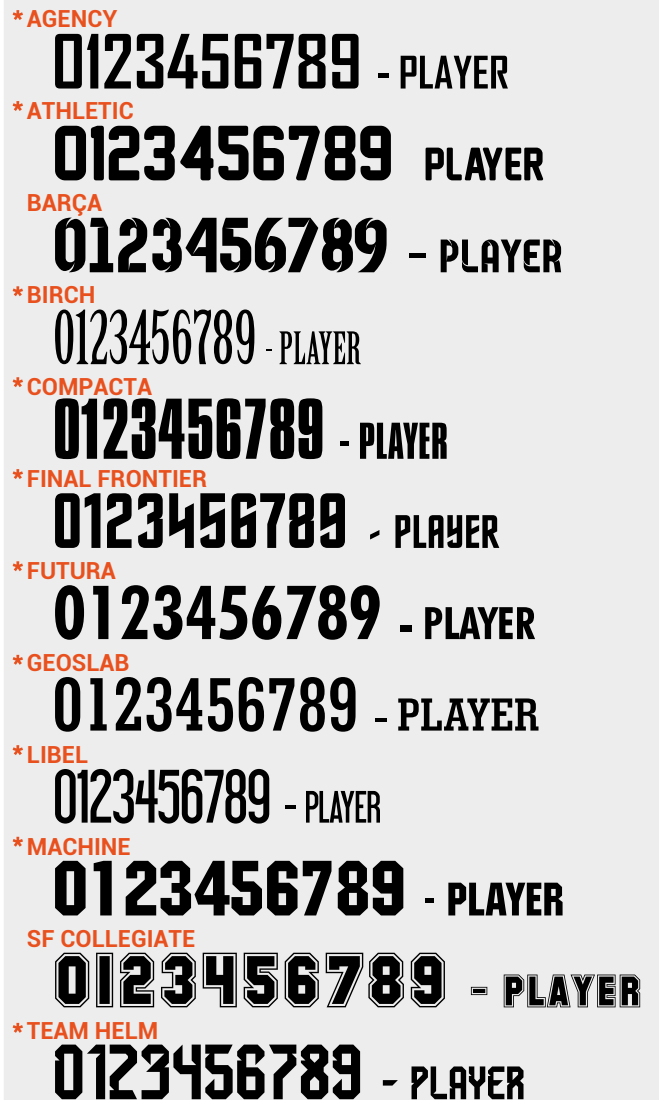 *AGENCY
0123456789 - PLAYER
*ATHLETIC
0123456789 PLAYER
BARÇA
0123456789 - PLAYER
*BIRCH
0123456789 - PLAYER
*COMPACTA
0123456789 - PLAYER
*FINAL FRONTIER
0123456789 - PLAYER
*FUTURA
0123456789 - PLAYER
*GEOSLAB
0123456789 - PLAYER
*LIBEL
0123456789 - PLAYER
*MACHINE
0123456789 - PLAYER
SF COLLEGIATE
0123456789 - PLAYER
*TEAM HELM
0123456789 - PLAYER